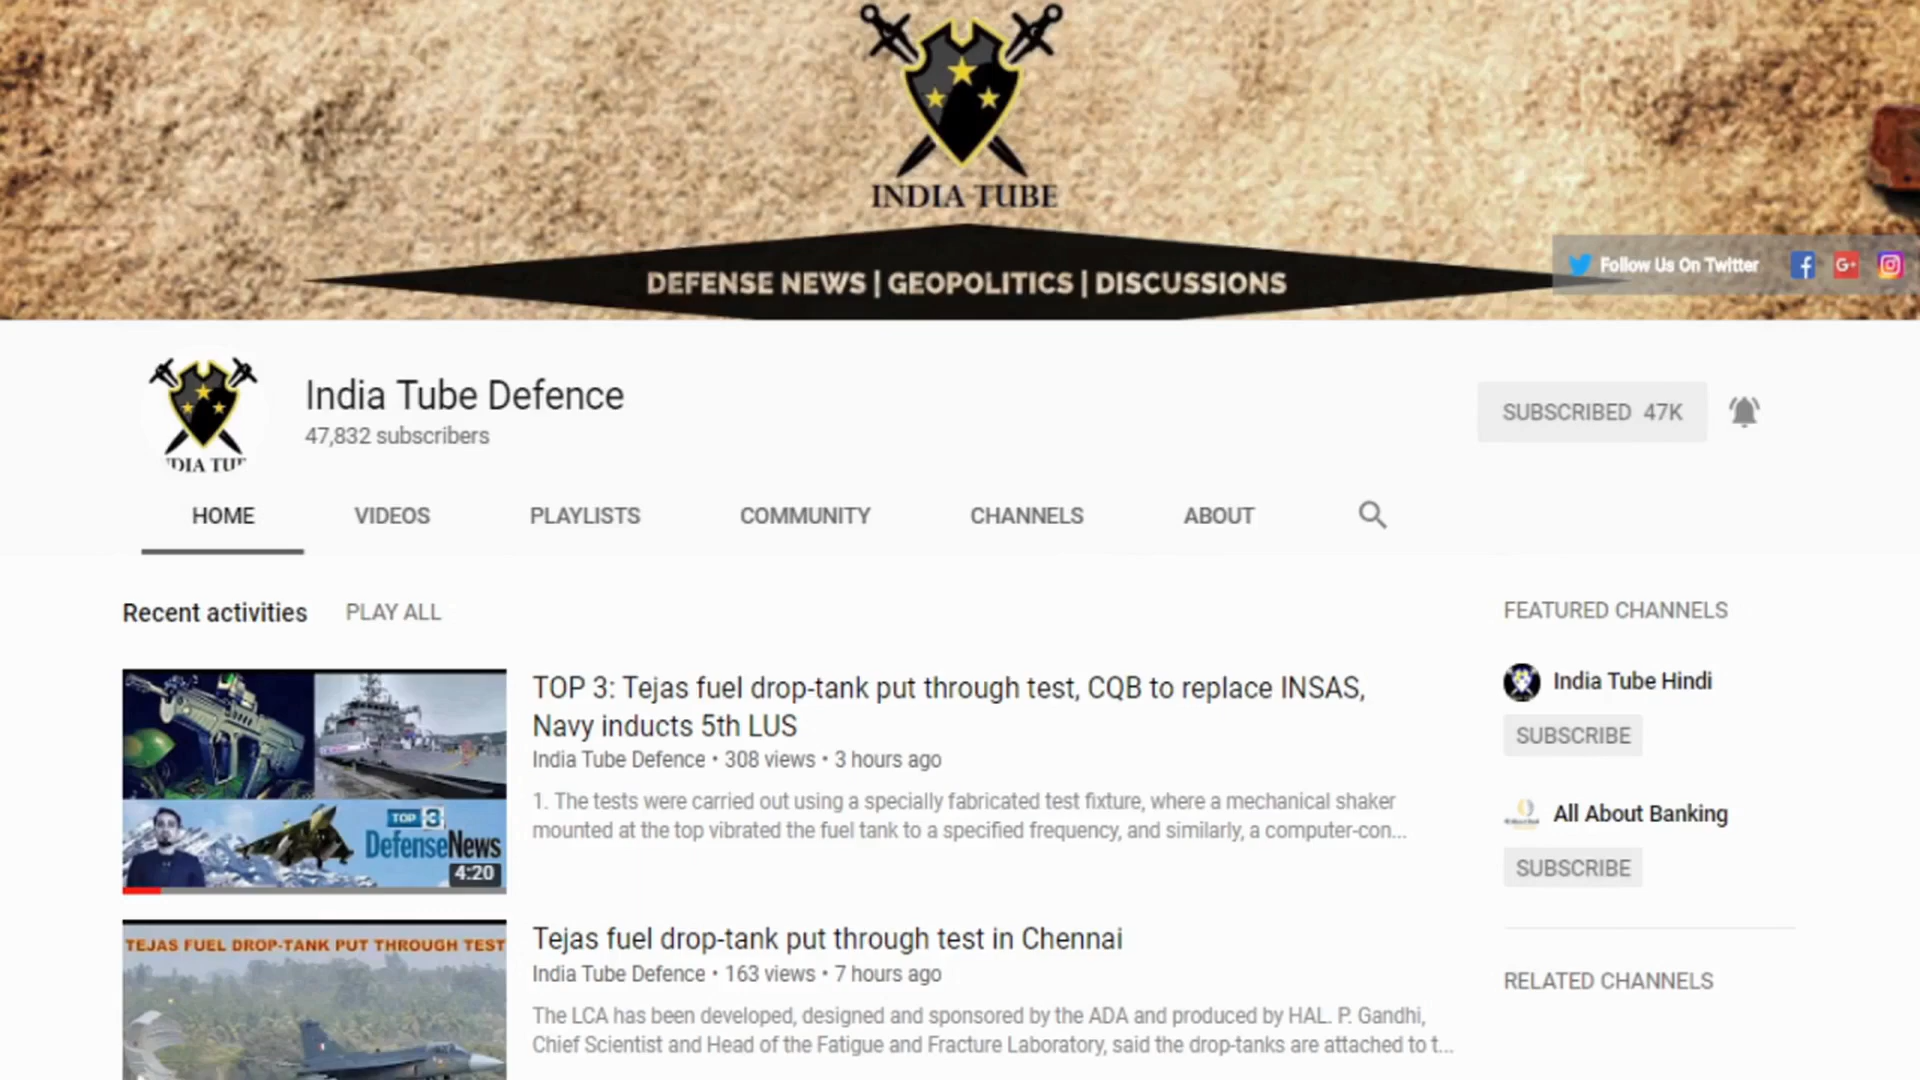 INDIA TUBE
DEFENSE NEWS | GEOPOLITICS | DISCUSSIONS
Follow Us On Twitter
India Tube Defence
47,832 subscribers
SUBSCRIBED 47K
HOME VIDEOS PLAYLISTS COMMUNITY CHANNELS ABOUT
Recent activities PLAY ALL
TOP 3: Tejas fuel drop-tank put through test, CQB to replace INSAS,
Navy inducts 5th LUS
India Tube Defence • 308 views • 3 hours ago
1. The tests were carried out using a specially fabricated test fixture, where a mechanical shaker
mounted at the top vibrated the fuel tank to a specified frequency, and similarly, a computer-con...
TOP 3
DefenseNews
4:20
TEJAS FUEL DROP-TANK PUT THROUGH TEST
Tejas fuel drop-tank put through test in Chennai
India Tube Defence • 163 views • 7 hours ago
The LCA has been developed, designed and sponsored by the ADA and produced by HAL. P. Gandhi,
Chief Scientist and Head of the Fatigue and Fracture Laboratory, said the drop-tanks are attached to t...
FEATURED CHANNELS
India Tube Hindi
SUBSCRIBE
All About Banking
SUBSCRIBE
RELATED CHANNELS